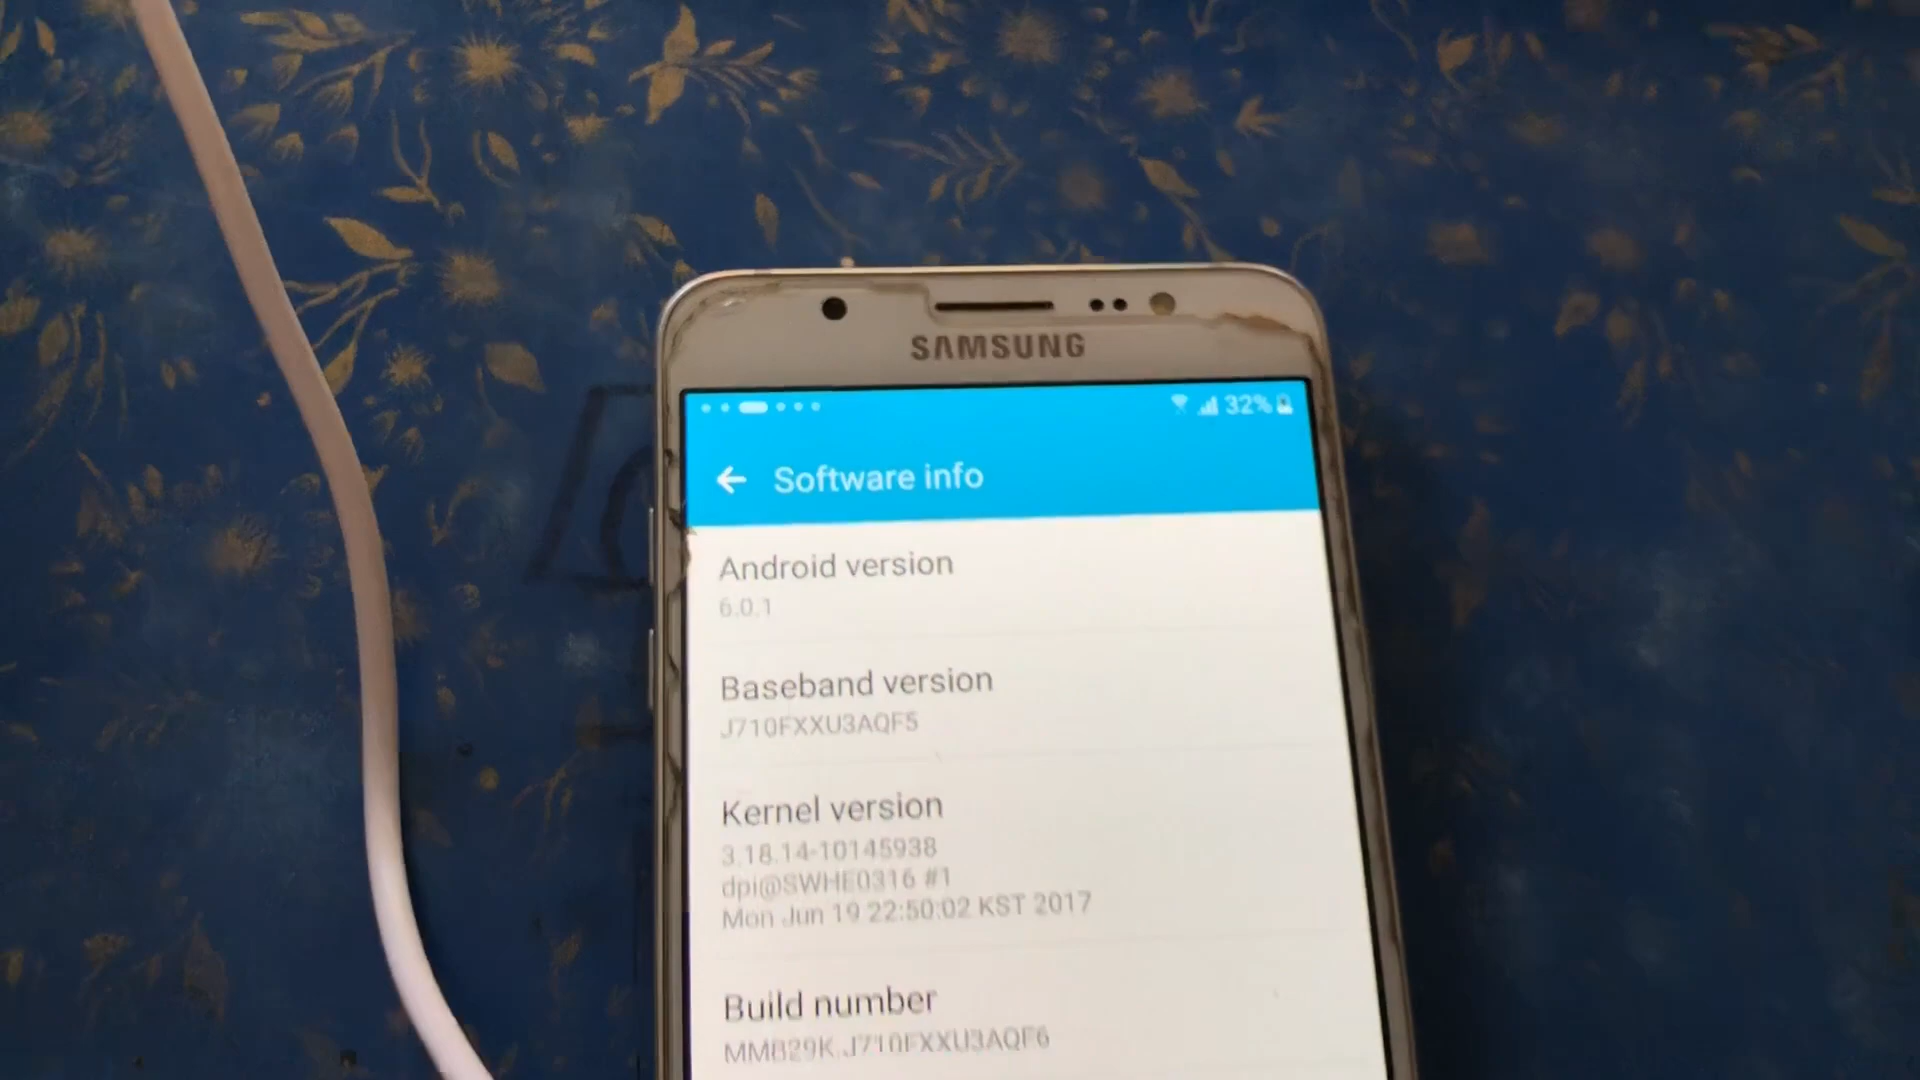 SAMSUNG
32%
Software info
Android version
6.0.1
Baseband version
J710FXXU3AQF5
Kernel version
3.18.14-10145938
dpi@SWHE0316 #1
Mon Jun 19 22:50:02 KST 2017
Build number
MMB29K.J710FXXU3AQF6